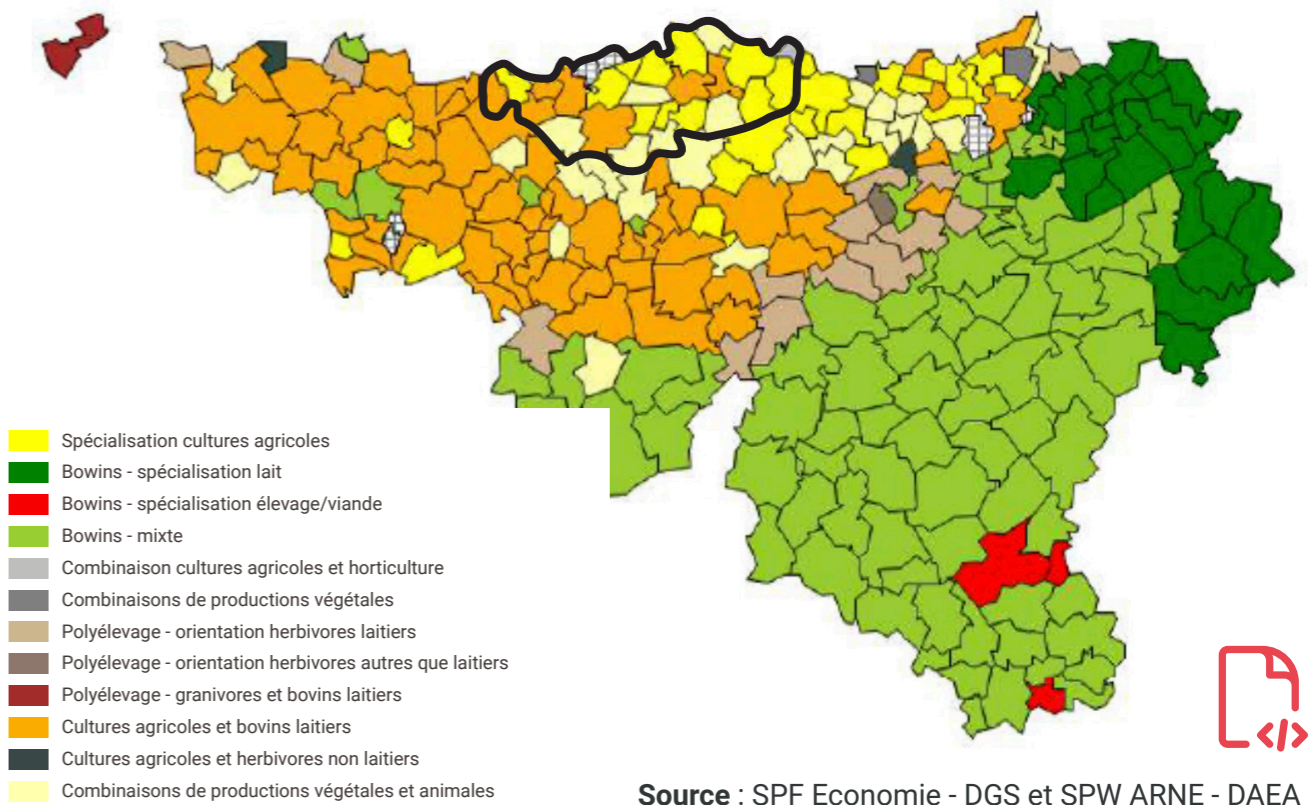 Spécialisation cultures agricoles
Bowins - spécialisation lait
Bowins - spécialisation élevage/viande
Bowins - mixte
Combinaison cultures agricoles et horticulture
Combinaisons de productions végétales
Polyélevage - orientation herbivores laitiers
Polyélevage - orientation herbivores autres que laitiers
Polyélevage - granivores et bovins laitiers
Cultures agricoles et bovins laitiers
Cultures agricoles et herbivores non laitiers
Combinaisons de productions végétales et animales
Source : SPF Economie - DGS et SPW ARNE - DAEA